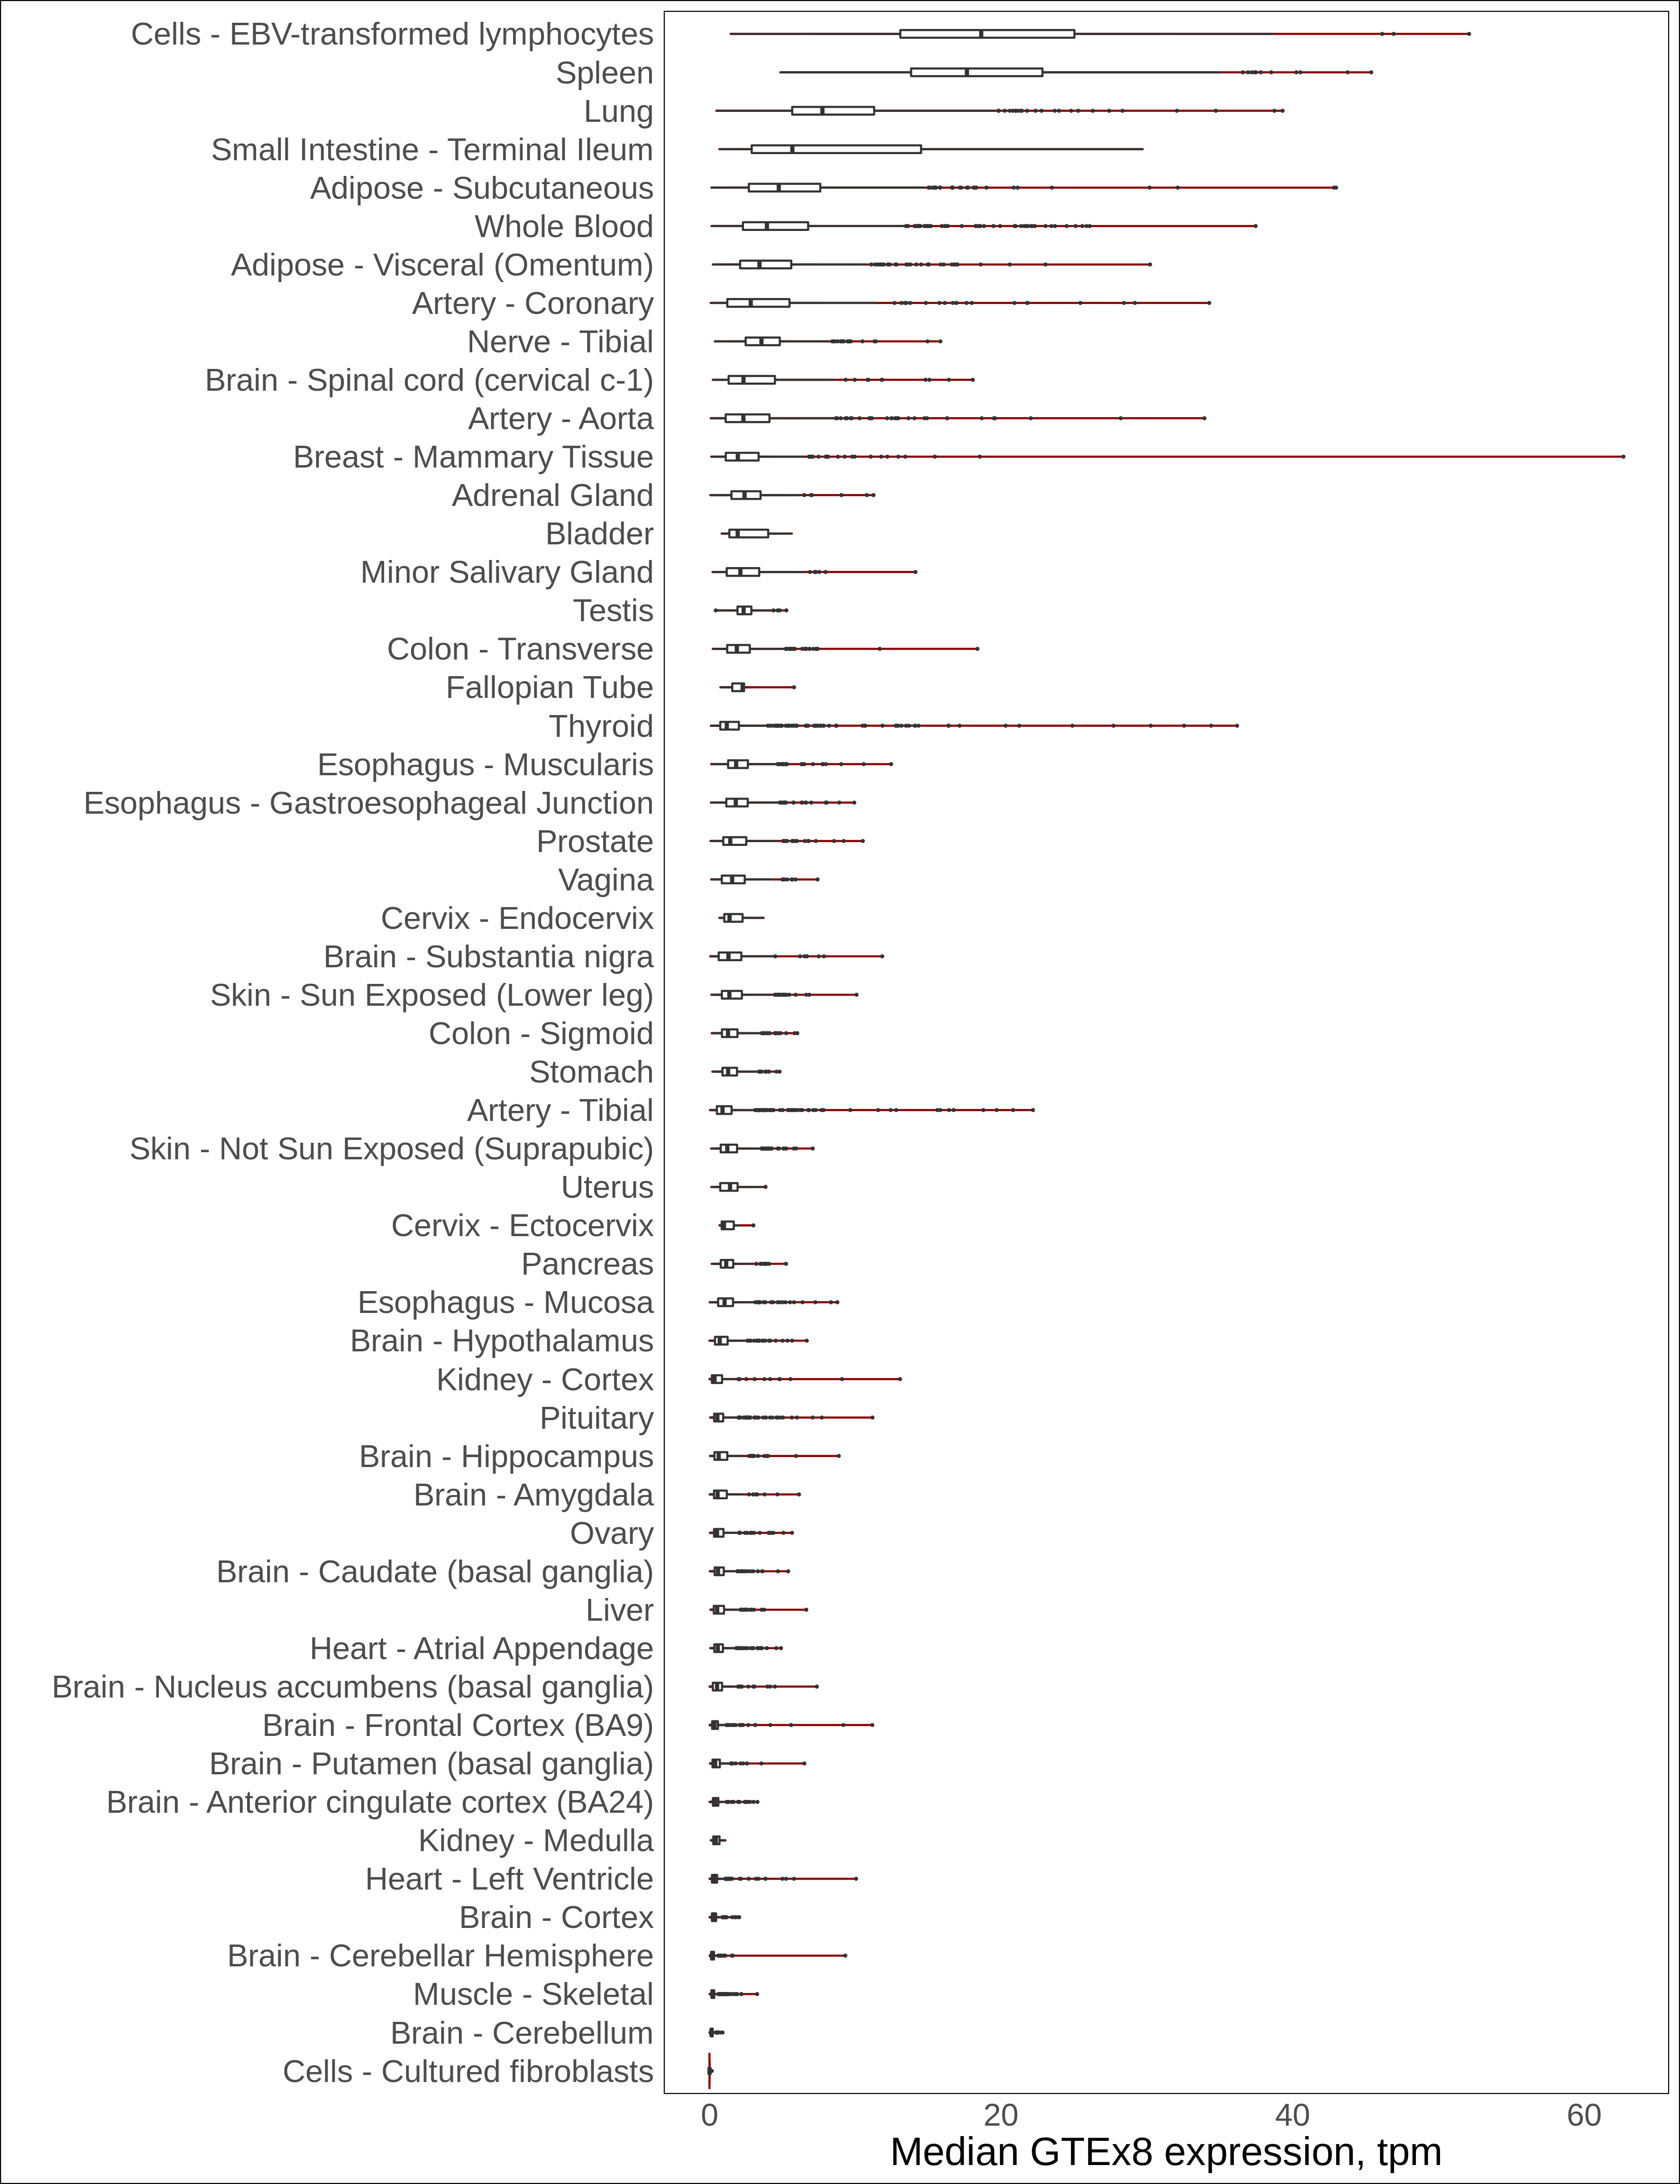 Cells - EBV-transformed lymphocytes
Spleen
Lung
Small Intestine - Terminal Ileum
Adipose - Subcutaneous
Whole Blood
Adipose - Visceral (Omentum)
Artery - Coronary
Nerve - Tibial
Brain - Spinal cord (cervical c-1)
Artery - Aorta
Breast - Mammary Tissue
Adrenal Gland
Bladder
Minor Salivary Gland
Testis
Colon - Transverse
Fallopian Tube
Thyroid
Esophagus - Muscularis
Esophagus - Gastroesophageal Junction
Prostate
Vagina
Cervix - Endocervix
Brain - Substantia nigra
Skin - Sun Exposed (Lower leg)
Colon - Sigmoid
Stomach
Artery - Tibial
Skin - Not Sun Exposed (Suprapubic)
Uterus
Cervix - Ectocervix
Pancreas
Esophagus - Mucosa
Brain - Hypothalamus
Kidney - Cortex
Pituitary
Brain - Hippocampus
Brain - Amygdala
Ovary
Brain - Caudate (basal ganglia)
Liver
Heart - Atrial Appendage
Brain - Nucleus accumbens (basal ganglia)
Brain - Frontal Cortex (BA9)
Brain - Putamen (basal ganglia)
Brain - Anterior cingulate cortex (BA24)
Kidney - Medulla
Heart - Left Ventricle
Brain - Cortex
Brain - Cerebellar Hemisphere
Muscle - Skeletal
Brain - Cerebellum
Cells - Cultured fibroblasts
0 20 40 60
Median GTEx8 expression, tpm